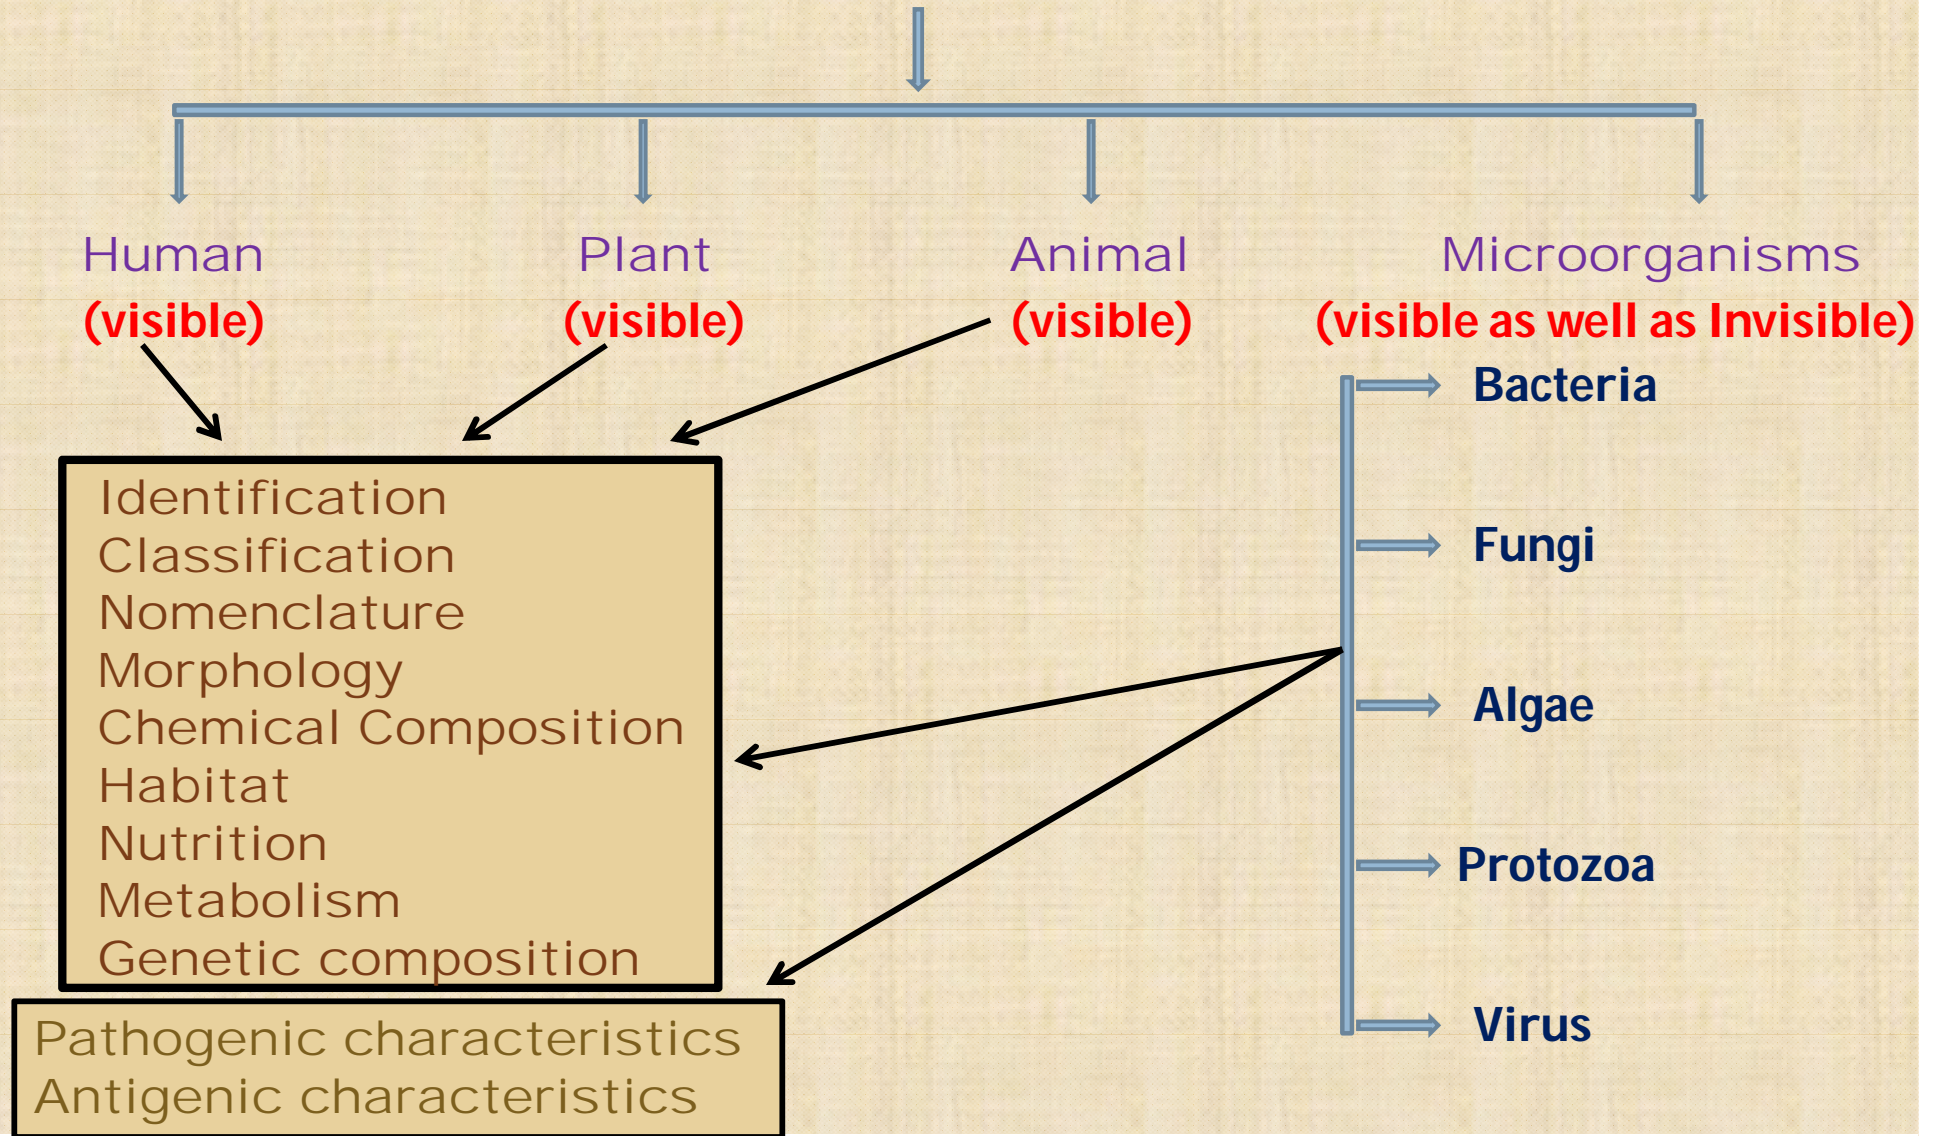 Human Plant Animal Microorganisms
(visible) (visible) (visible) (visible as well as Invisible)
Bacteria
Fungi
Algae
Protozoa
Virus
Identification
Classification
Nomenclature
Morphology
Chemical Composition
Habitat
Nutrition
Metabolism
Genetic composition
Pathogenic characteristics
Antigenic characteristics